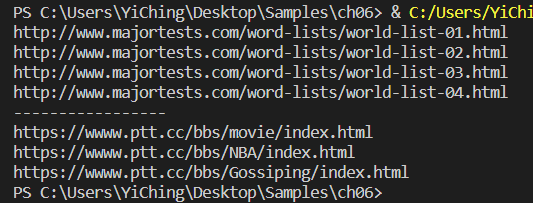 PS C:\Users\YiChing\Desktop\Samples\ch06> & C:/Users/YiChi
http://www.majortests.com/word-lists/world-list-01.html
http://www.majortests.com/word-lists/world-list-02.html
http://www.majortests.com/word-lists/world-list-03.html
http://www.majortests.com/word-lists/world-list-04.html
-----------------
https://wwww.ptt.cc/bbs/movie/index.html
https://wwww.ptt.cc/bbs/NBA/index.html
https://wwww.ptt.cc/bbs/Gossiping/index.html
PS C:\Users\YiChing\Desktop\Samples\ch06>